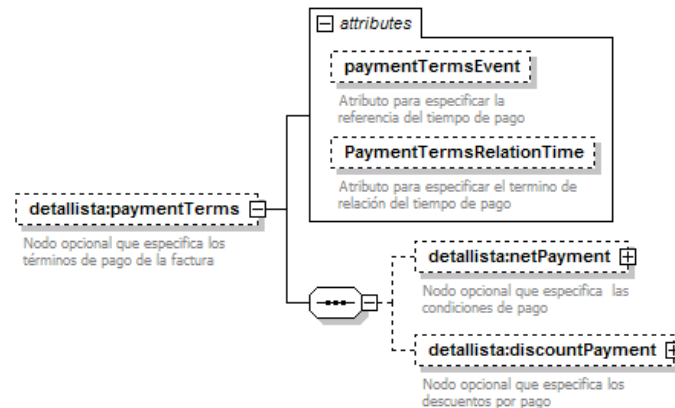 attributes
paymentTermsEvent
Atributo para especificar la
referencia del tiempo de pago
PaymentTermsRelationTime
Atributo para especificar el termino de
relación del tiempo de pago
detallista:paymentTerms
Nodo opcional que especifica los
términos de pago de la factura
detallista:netPayment
Nodo opcional que especifica las
condiciones de pago
detallista:discountPayment
Nodo opcional que especifica los
descuentos por pago